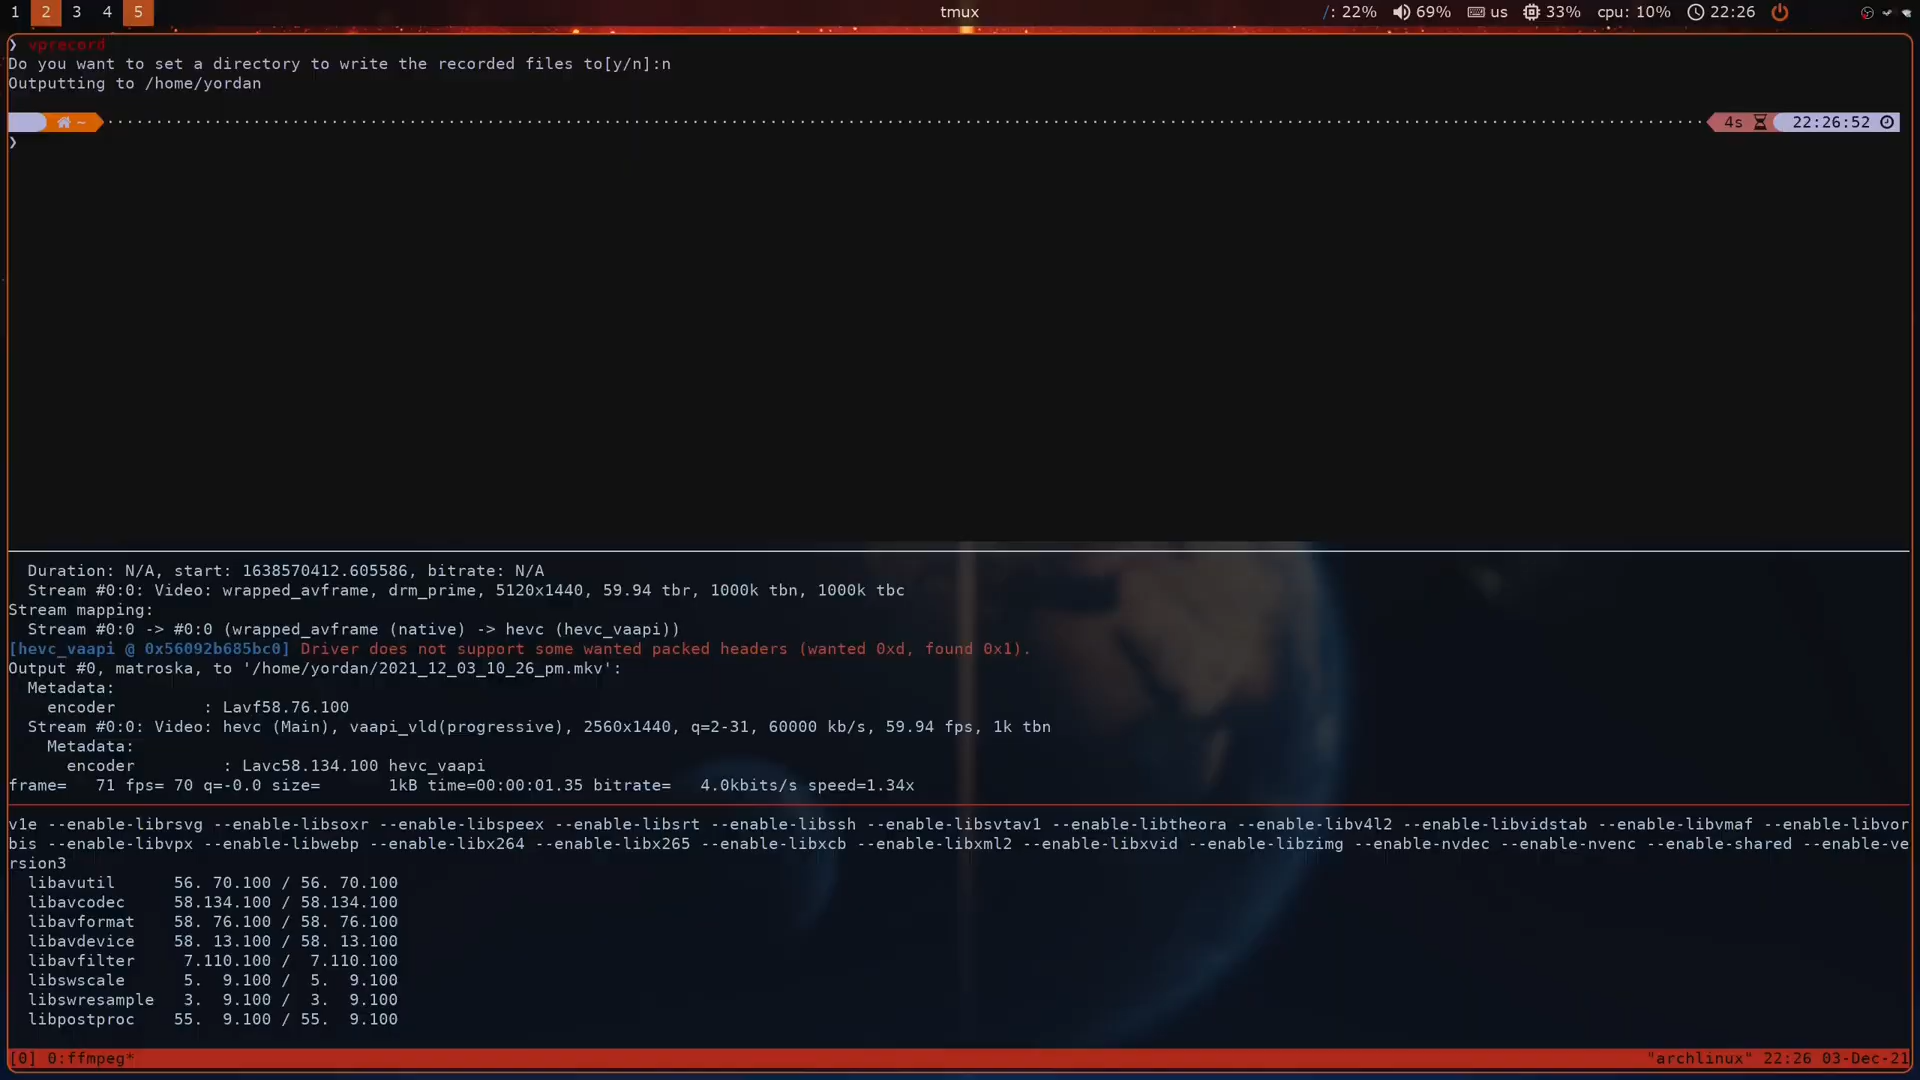 1 2 3 4 5 tmux /: 22% 69% us 33% cpu: 10% 22:26
❯ vprecord
Do you want to set a directory to write the recorded files to[y/n]:n
Outputting to /home/yordan
~ 4s 22:26:52
❯
Duration: N/A, start: 1638570412.605586, bitrate: N/A
Stream #0:0: Video: wrapped_avframe, drm_prime, 5120x1440, 59.94 tbr, 1000k tbn, 1000k tbc
Stream mapping:
Stream #0:0 -> #0:0 (wrapped_avframe (native) -> hevc (hevc_vaapi))
[hevc_vaapi @ 0x56092b685bc0] Driver does not support some wanted packed headers (wanted 0xd, found 0x1).
Output #0, matroska, to '/home/yordan/2021_12_03_10_26_pm.mkv':
Metadata:
encoder : Lavf58.76.100
Stream #0:0: Video: hevc (Main), vaapi_vld(progressive), 2560x1440, q=2-31, 60000 kb/s, 59.94 fps, 1k tbn
Metadata:
encoder : Lavc58.134.100 hevc_vaapi
frame= 71 fps= 70 q=-0.0 size= 1kB time=00:00:01.35 bitrate= 4.0kbits/s speed=1.34x
v1e --enable-librsvg --enable-libsoxr --enable-libspeex --enable-libsrt --enable-libssh --enable-libsvtav1 --enable-libtheora --enable-libv4l2 --enable-libvidstab --enable-libvmaf --enable-libvor
bis --enable-libvpx --enable-libwebp --enable-libx264 --enable-libx265 --enable-libxcb --enable-libxml2 --enable-libxvid --enable-libzimg --enable-nvdec --enable-nvenc --enable-shared --enable-ve
rsion3
libavutil 56. 70.100 / 56. 70.100
libavcodec 58.134.100 / 58.134.100
libavformat 58. 76.100 / 58. 76.100
libavdevice 58. 13.100 / 58. 13.100
libavfilter 7.110.100 / 7.110.100
libswscale 5. 9.100 / 5. 9.100
libswresample 3. 9.100 / 3. 9.100
libpostproc 55. 9.100 / 55. 9.100
[0] 0:ffmpeg* "archlinux" 22:26 03-Dec-21